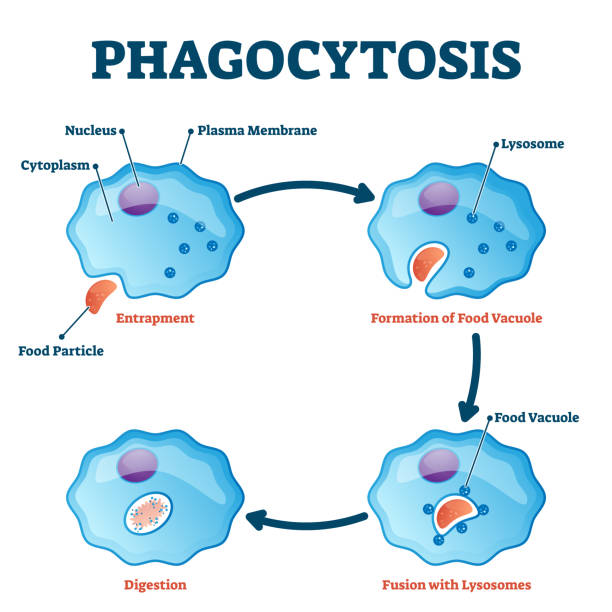 PHAGOCYTOSIS
Nucleus
Plasma Membrane
Cytoplasm
Lysosome
Entrapment
Formation of Food Vacuole
Food Particle
Food Vacuole
Digestion
Fusion with Lysosomes